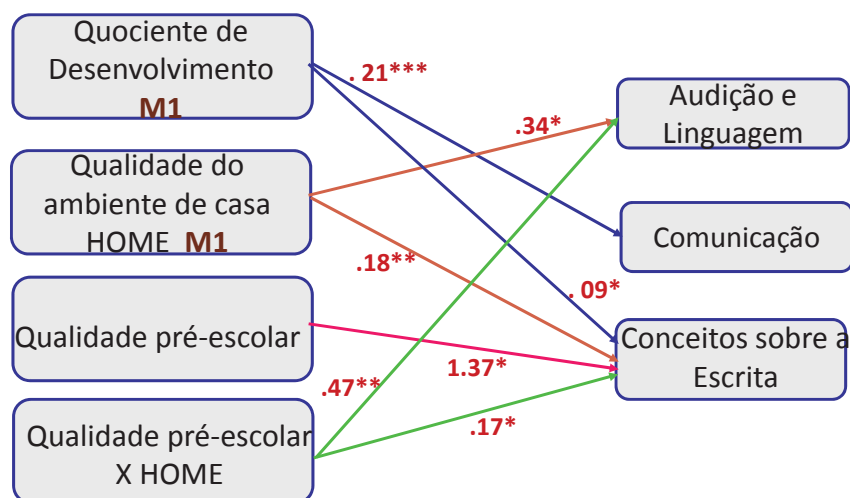 Quociente de
Desenvolvimento
M1
Qualidade do
ambiente de casa
HOME M1
Qualidade pré-escolar
Qualidade pré-escolar
X HOME
. 21***
.34*
.18**
. 09*
1.37*
.47**
.17*
Audição e
Linguagem
Comunicação
Conceitos sobre a
Escrita